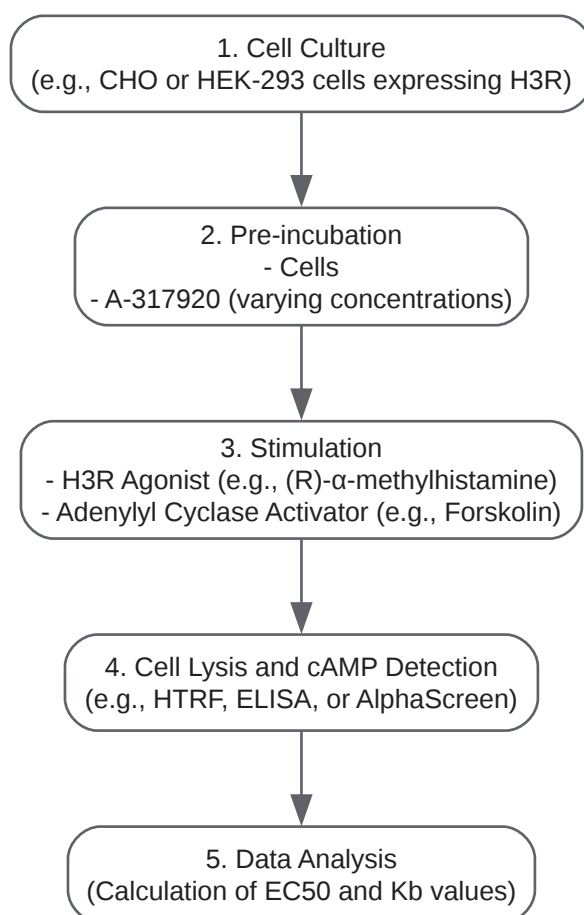 1. Cell Culture
(e.g., CHO or HEK-293 cells expressing H3R)
2. Pre-incubation
- Cells
- A-317920 (varying concentrations)
3. Stimulation
- H3R Agonist (e.g., (R)-α-methylhistamine)
- Adenylyl Cyclase Activator (e.g., Forskolin)
4. Cell Lysis and cAMP Detection
(e.g., HTRF, ELISA, or AlphaScreen)
5. Data Analysis
(Calculation of EC50 and Kb values)